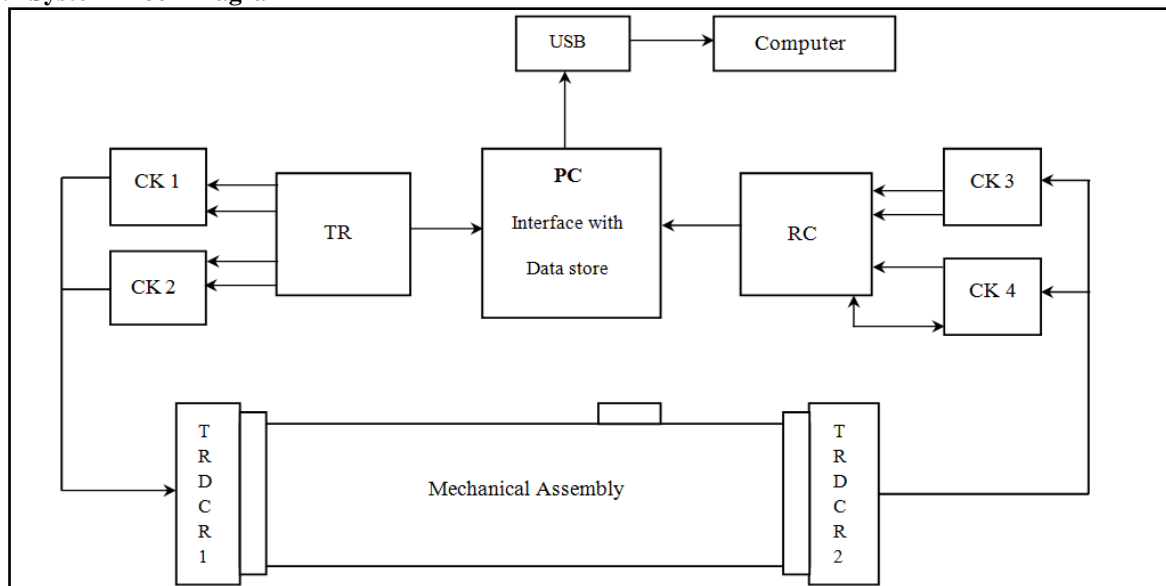 USB
Computer
CK 1
CK 2
TR
PC
Interface with
Data store
RC
CK 3
CK 4
T
R
D
C
R
1
Mechanical Assembly
T
R
D
C
R
2